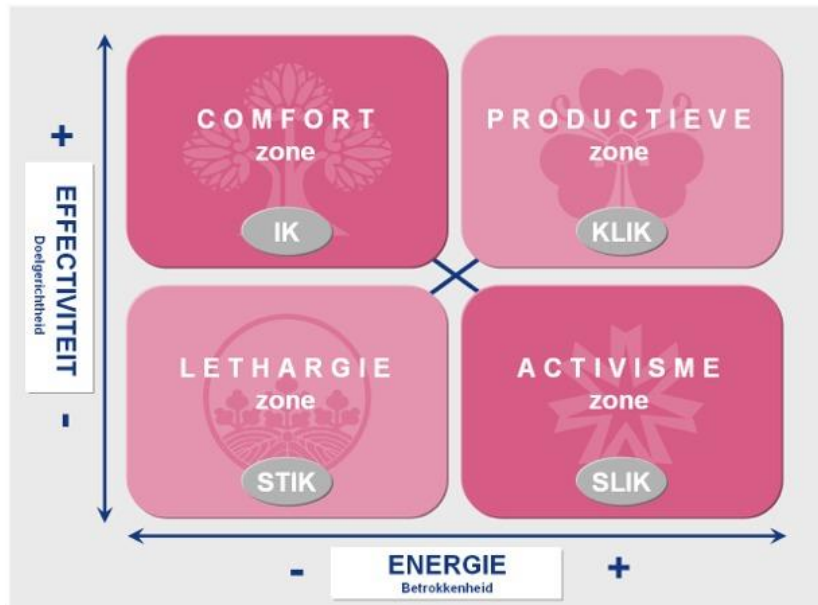 COMFORT
zone
IK
PRODUCTIEVE
zone
KLIK
+
EFFECTIVITEIT
Doelgerichtheid
-
LETHARGIE
zone
STIK
ACTIVISME
zone
SLIK
-
ENERGIE
Betrokkenheid
+